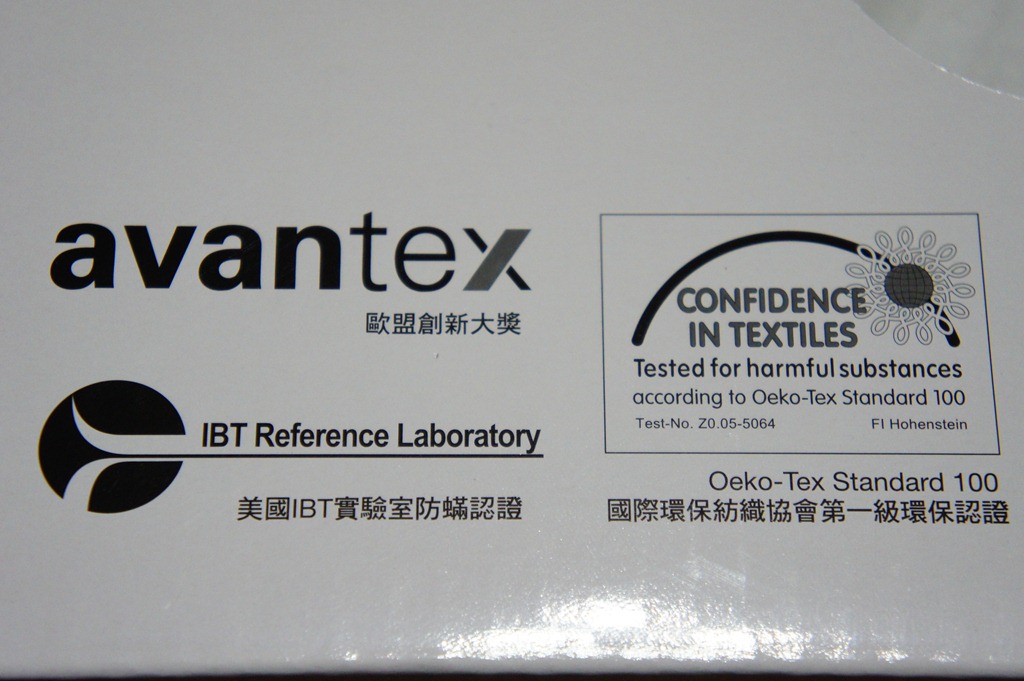 avantex
歐盟創新大獎
IBT Reference Laboratory
美國IBT實驗室防蟎認證
CONFIDENCE
IN TEXTILES
Tested for harmful substances
according to Oeko-Tex Standard 100
Test-No. Z0.05-5064 FI Hohenstein
Oeko-Tex Standard 100
國際環保紡織協會第一級環保認證